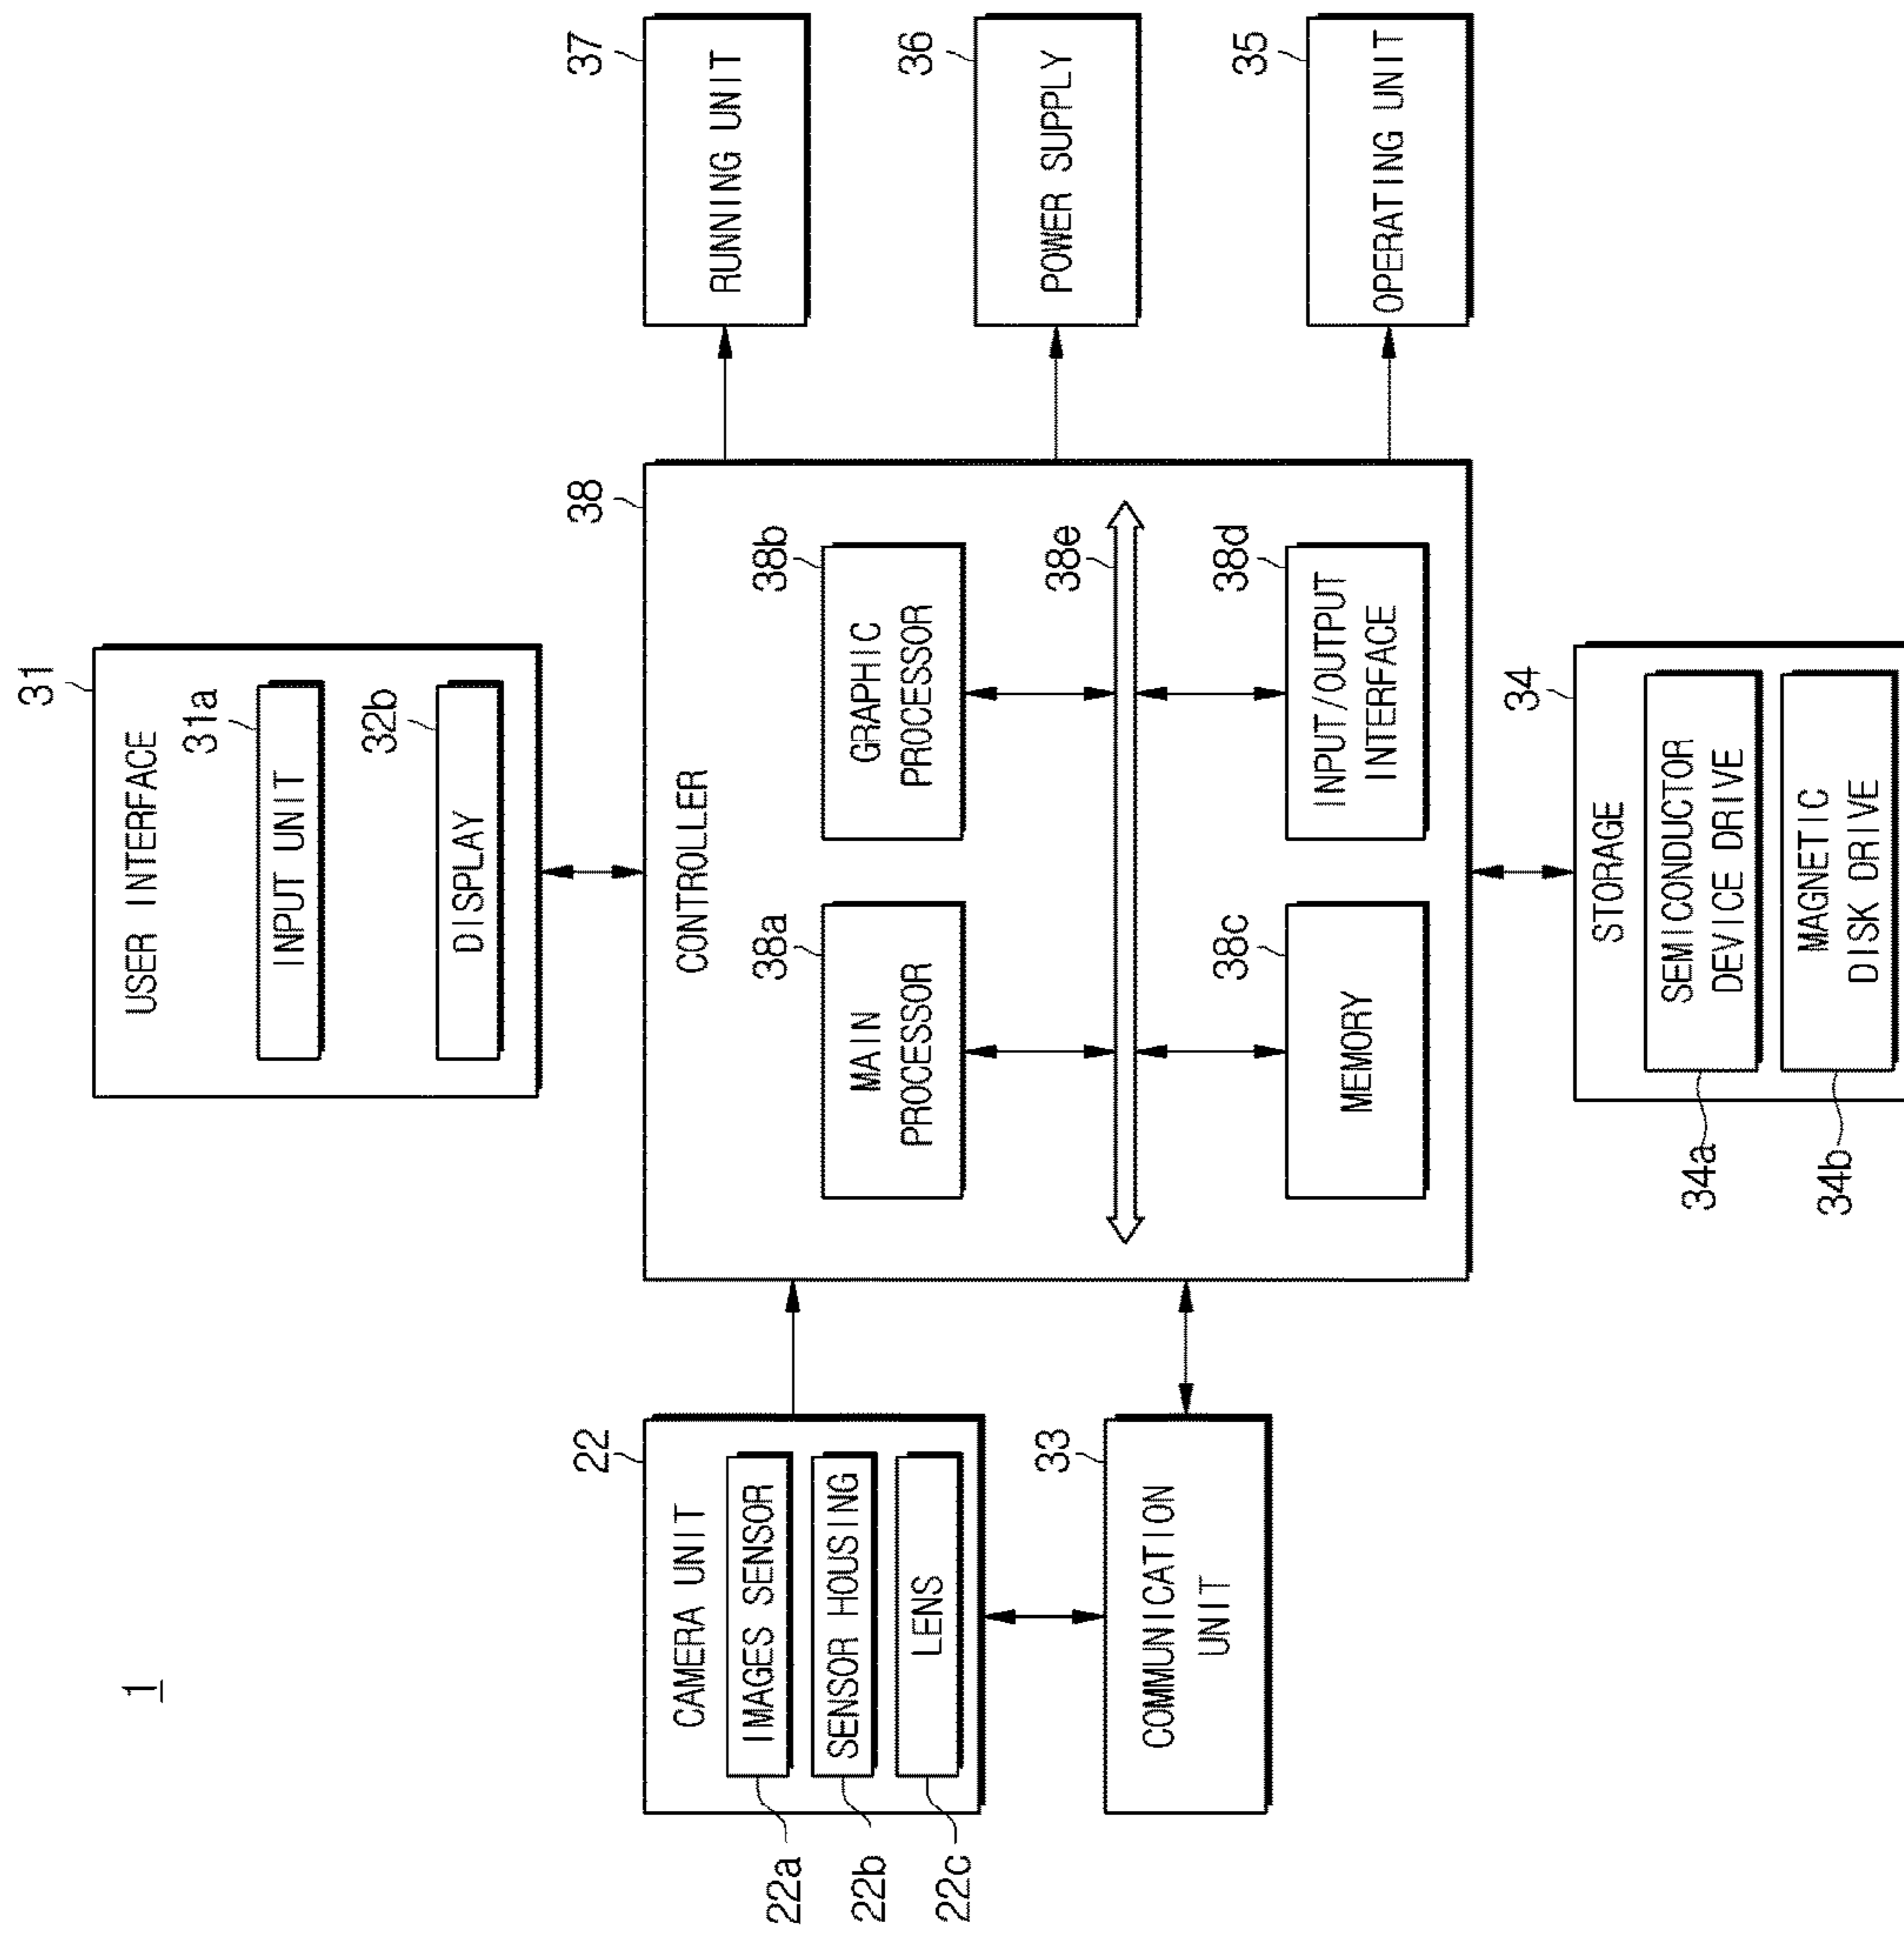 1
31
USER INTERFACE
31a
INPUT UNIT
32b
DISPLAY
22
CAMERA UNIT
IMAGES SENSOR
22a
SENSOR HOUSING
22b
LENS
22c
33
COMMUNICATION
UNIT
38
CONTROLLER
38a
MAIN
PROCESSOR
38b
GRAPHIC
PROCESSOR
38e
38c
MEMORY
38d
INPUT/OUTPUT
INTERFACE
37
RUNNING UNIT
36
POWER SUPPLY
35
OPERATING UNIT
34
STORAGE
34a
SEMICONDUCTOR
DEVICE DRIVE
34b
MAGNETIC
DISK DRIVE